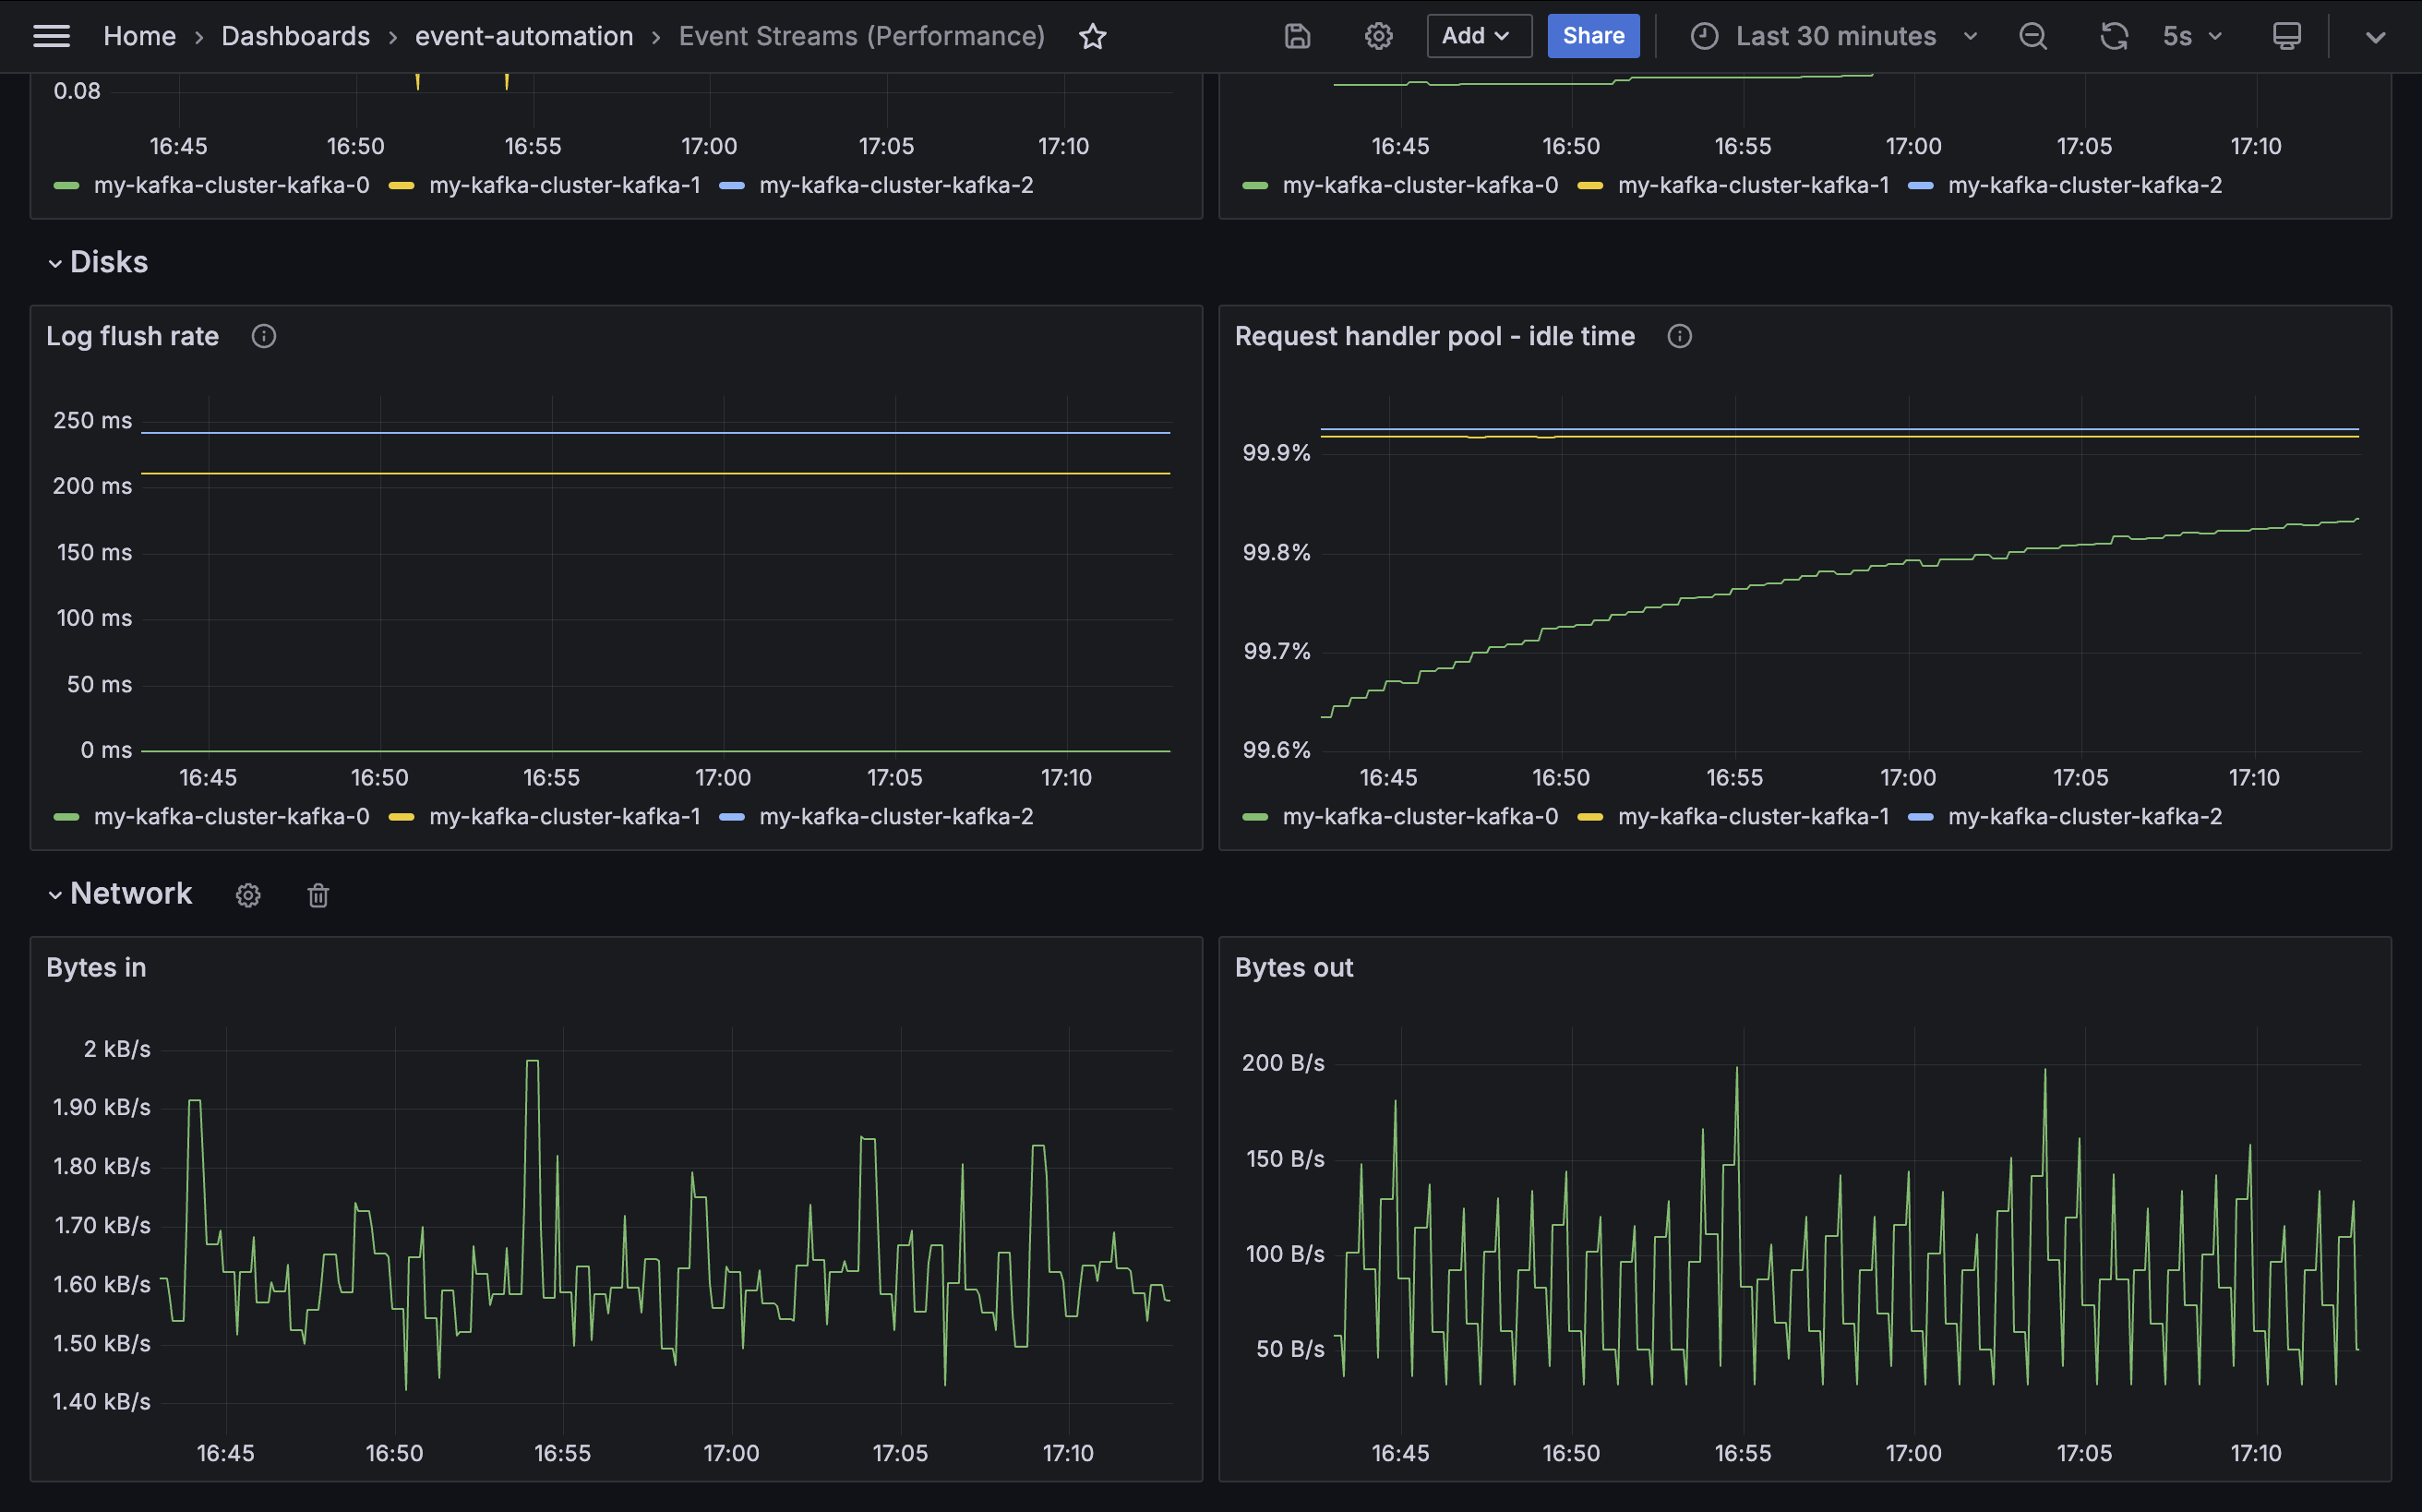 Home › Dashboards › event-automation › Event Streams (Performance)
Add
Share
Last 30 minutes
5s
0.08
16:45 16:50 16:55 17:00 17:05 17:10
my-kafka-cluster-kafka-0 my-kafka-cluster-kafka-1 my-kafka-cluster-kafka-2
16:45 16:50 16:55 17:00 17:05 17:10
my-kafka-cluster-kafka-0 my-kafka-cluster-kafka-1 my-kafka-cluster-kafka-2
Disks
Log flush rate
250 ms
200 ms
150 ms
100 ms
50 ms
0 ms
16:45 16:50 16:55 17:00 17:05 17:10
my-kafka-cluster-kafka-0 my-kafka-cluster-kafka-1 my-kafka-cluster-kafka-2
Request handler pool - idle time
99.9%
99.8%
99.7%
99.6%
16:45 16:50 16:55 17:00 17:05 17:10
my-kafka-cluster-kafka-0 my-kafka-cluster-kafka-1 my-kafka-cluster-kafka-2
Network
Bytes in
2 kB/s
1.90 kB/s
1.80 kB/s
1.70 kB/s
1.60 kB/s
1.50 kB/s
1.40 kB/s
16:45 16:50 16:55 17:00 17:05 17:10
Bytes out
200 B/s
150 B/s
100 B/s
50 B/s
16:45 16:50 16:55 17:00 17:05 17:10